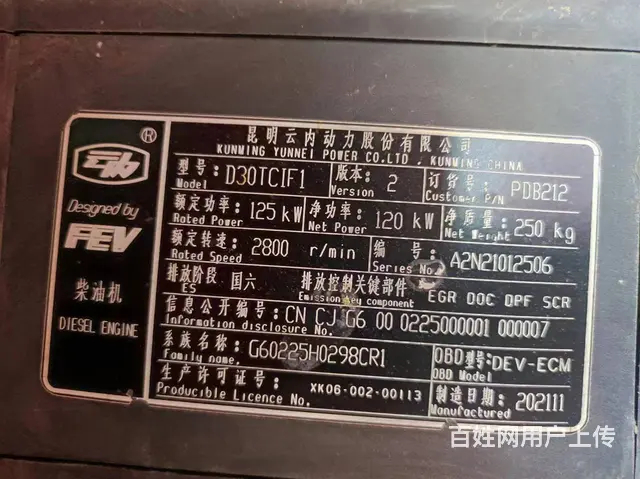 昆明云内动力股份有限公司
KUNMING YUNNEI POWER CO.,LTD . KUNMING CHINA
云内 ®
Designed by
FEV
柴油机
DIESEL ENGINE
型号: D30TCIF1 版本: 2 订货号: PDB212
Model Version Customer P/N
额定功率: 125 kW 净功率: 120 kW 净质量: 250 kg
Rated Power Net Power Net Weight
额定转速: 2800 r/min 编号: A2N21012506
Rated Speed Series No.
排放阶段: 国六 排放控制关键部件: EGR DOC DPF SCR
ES Emission key component
信息公开编号: CN CJ G6 00 0225000001 000007
Information disclosure number
系族名称: G60225H0298CR1 OBD型号: DEV-ECM
Family name OBD Model
生产许可证号: XK06-002-00113 制造日期: 202111
Producible Licence No. Manufactured
百姓网用户上传